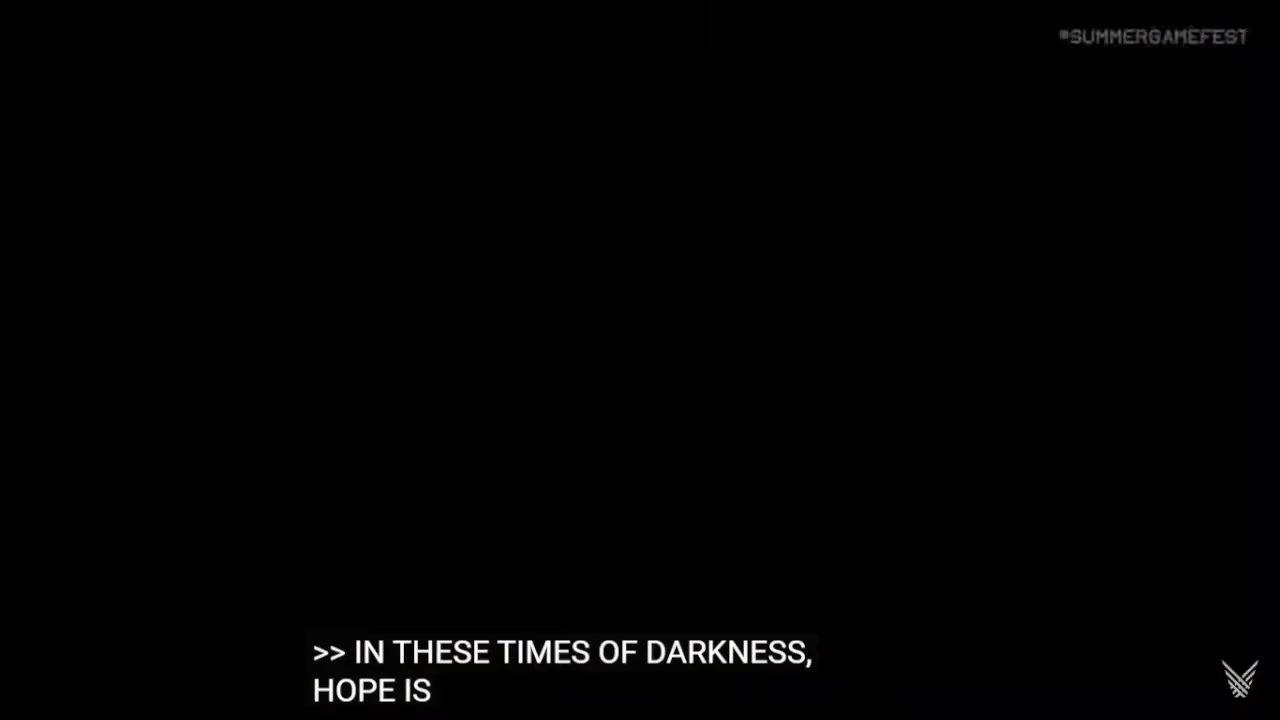 #SUMMERGAMEFEST
>> IN THESE TIMES OF DARKNESS,
HOPE IS